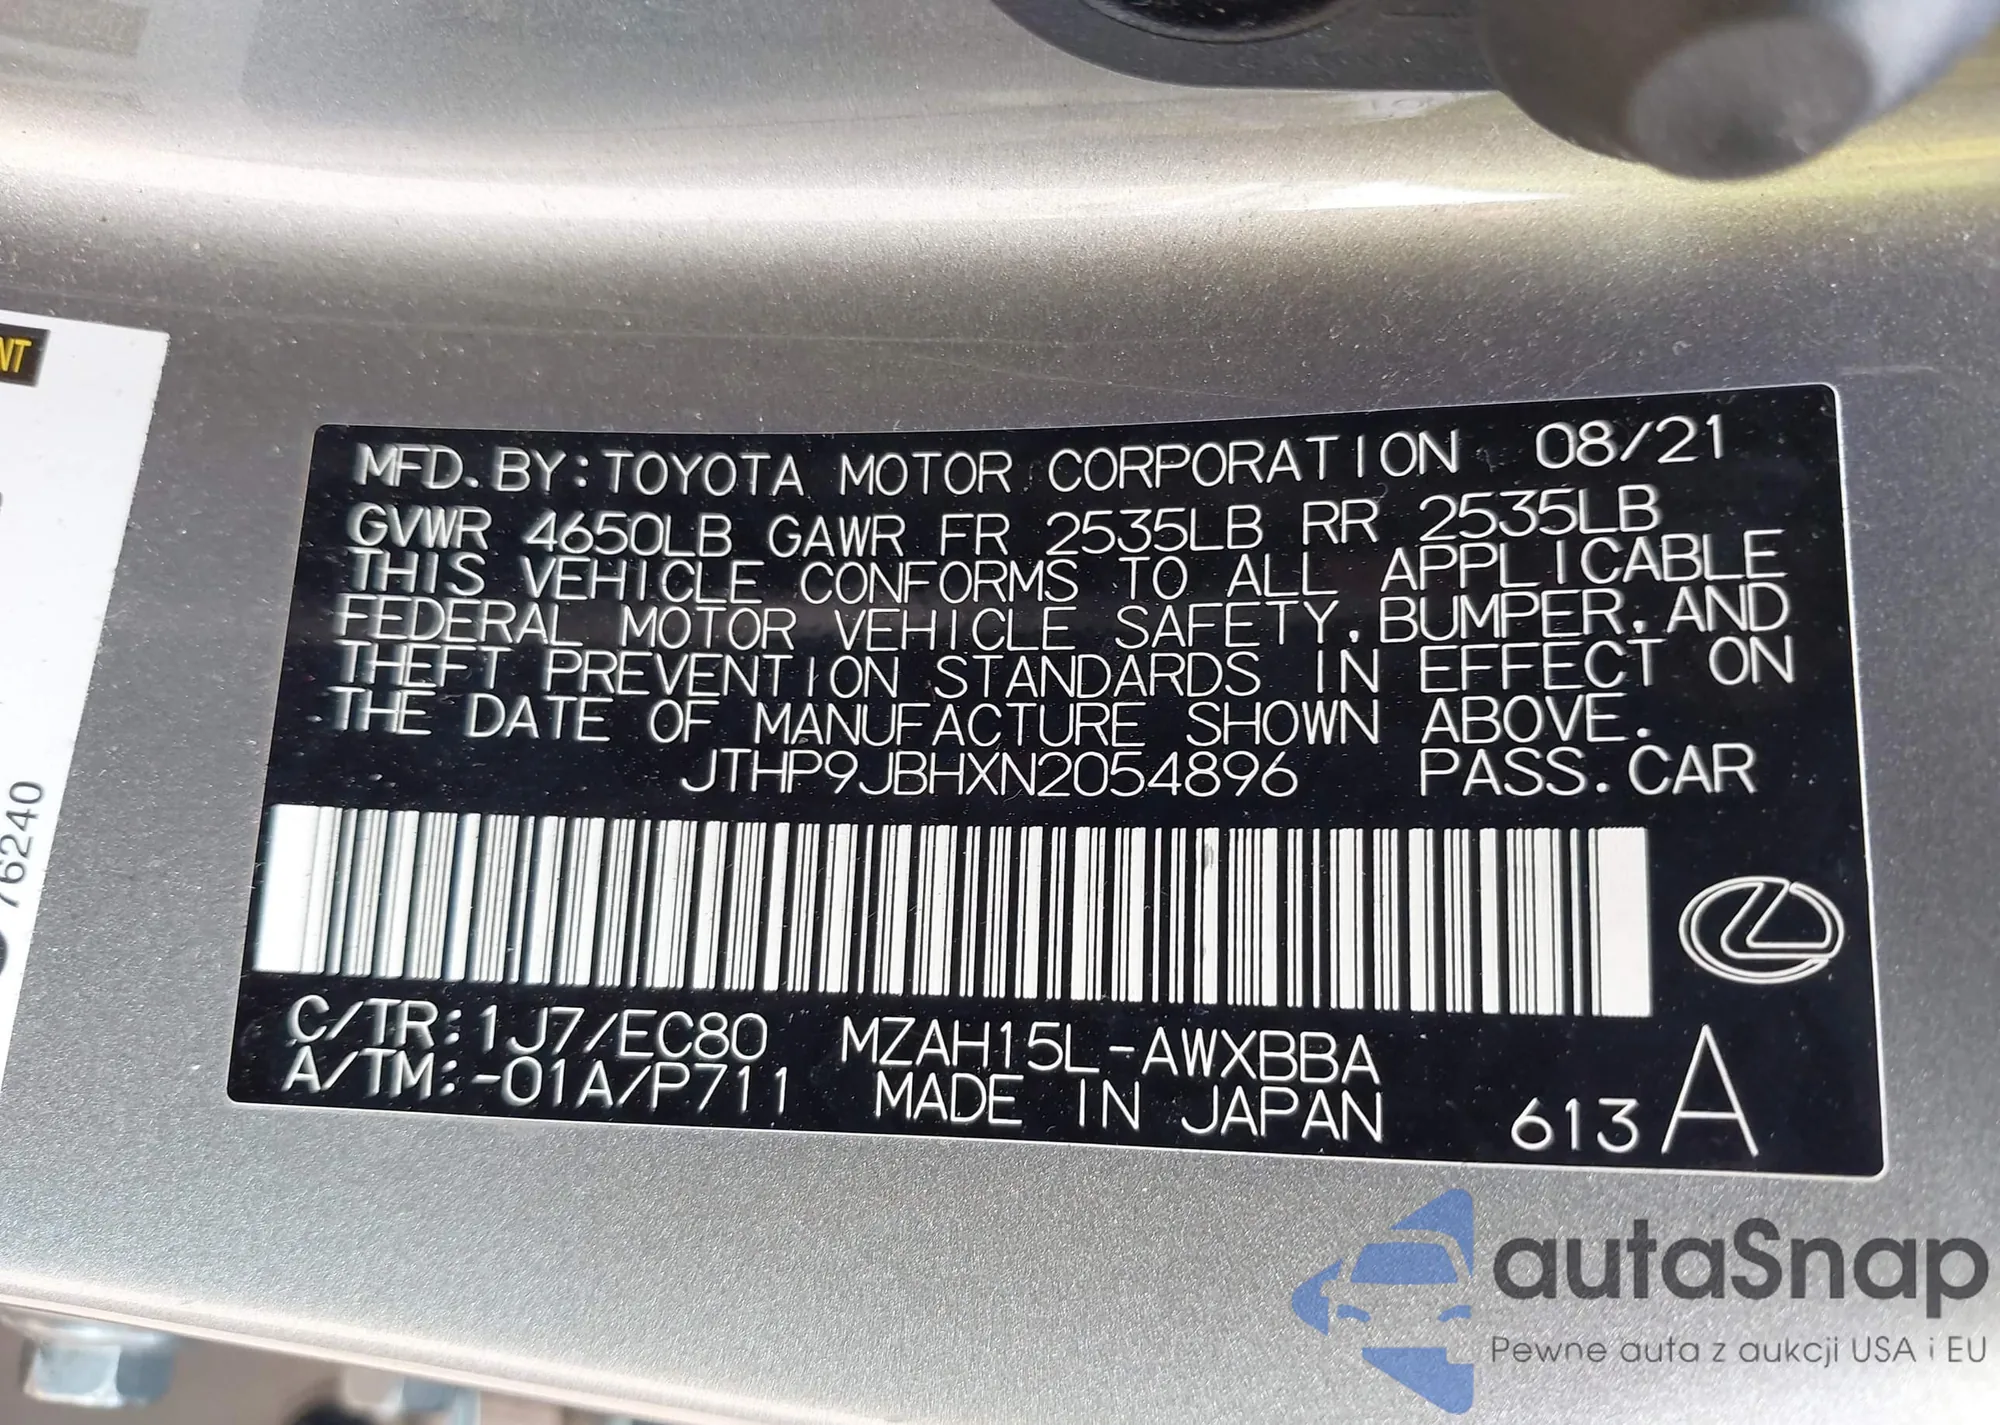 NT
76240
MFD. BY: TOYOTA MOTOR CORPORATION 08/21
GVWR 4650LB GAWR FR 2535LB RR 2535LB
THIS VEHICLE CONFORMS TO ALL APPLICABLE
FEDERAL MOTOR VEHICLE SAFETY, BUMPER, AND
THEFT PREVENTION STANDARDS IN EFFECT ON
THE DATE OF MANUFACTURE SHOWN ABOVE.
JTHP9JBHXN2054896 PASS. CAR
C/TR: 1J7/EC80 MZAH15L-AWXBBA
A/TM: -01A/P711 MADE IN JAPAN 613 A
autaSnap
Pewne auta z aukcji USA i EU